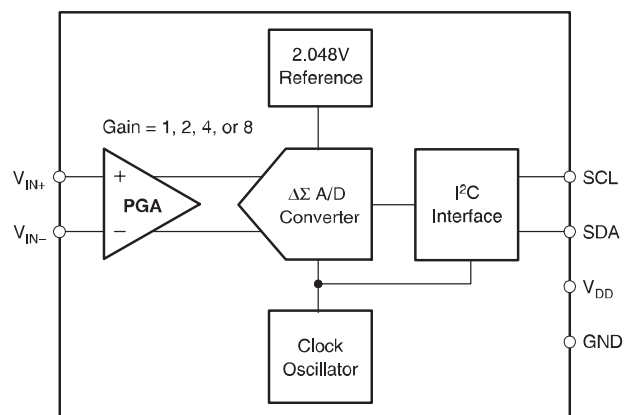 2.048V
Reference
Gain = 1, 2, 4, or 8
V_IN+
+
PGA
V_IN−
−
ΔΣ A/D
Converter
I²C
Interface
SCL
SDA
V_DD
GND
Clock
Oscillator